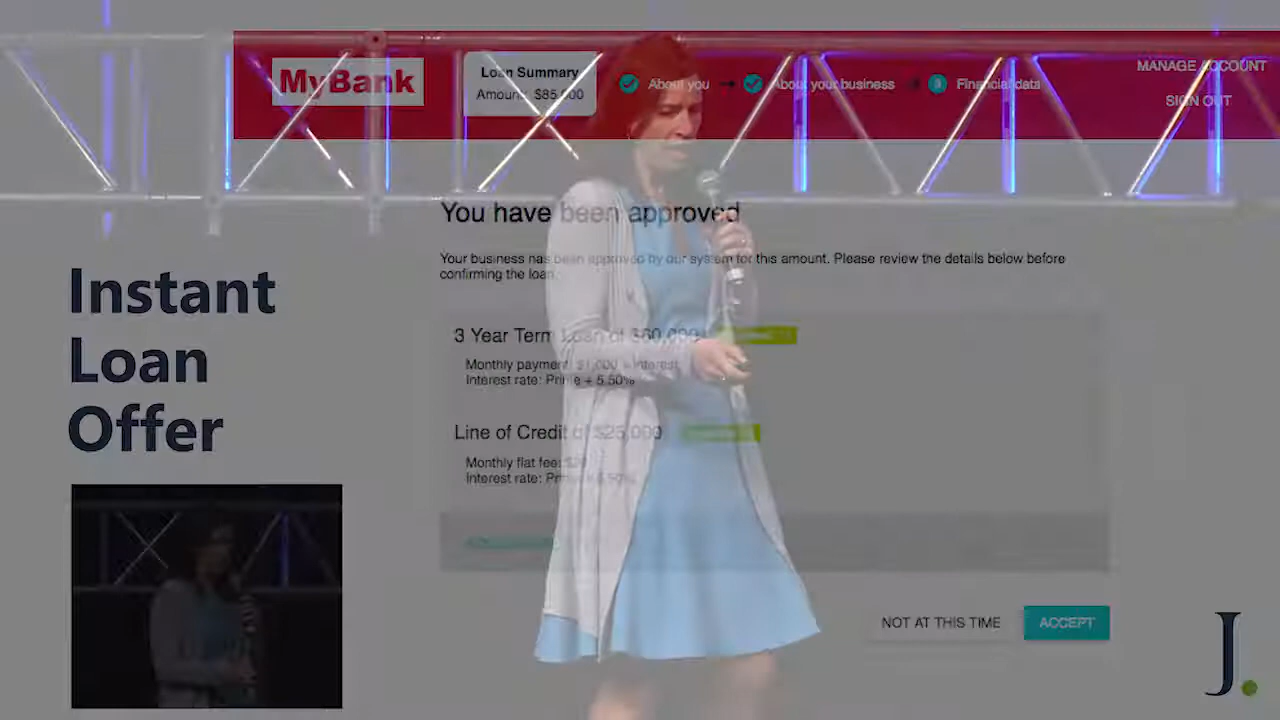 MyBank
Loan Summary
Amount: $85,000
About you
About your business
3
Financial data
MANAGE ACCOUNT
SIGN OUT
You have been approved
Your business has been approved by our system for this amount. Please review the details below before
confirming the loan.
Instant
Loan
Offer
3 Year Term Loan of $60,000
Monthly payment: $1,000 + interest
Interest rate: Prime + 5.50%
Line of Credit of $25,000
Monthly flat fee:
Interest rate: Prime
NOT AT THIS TIME
ACCEPT
J.